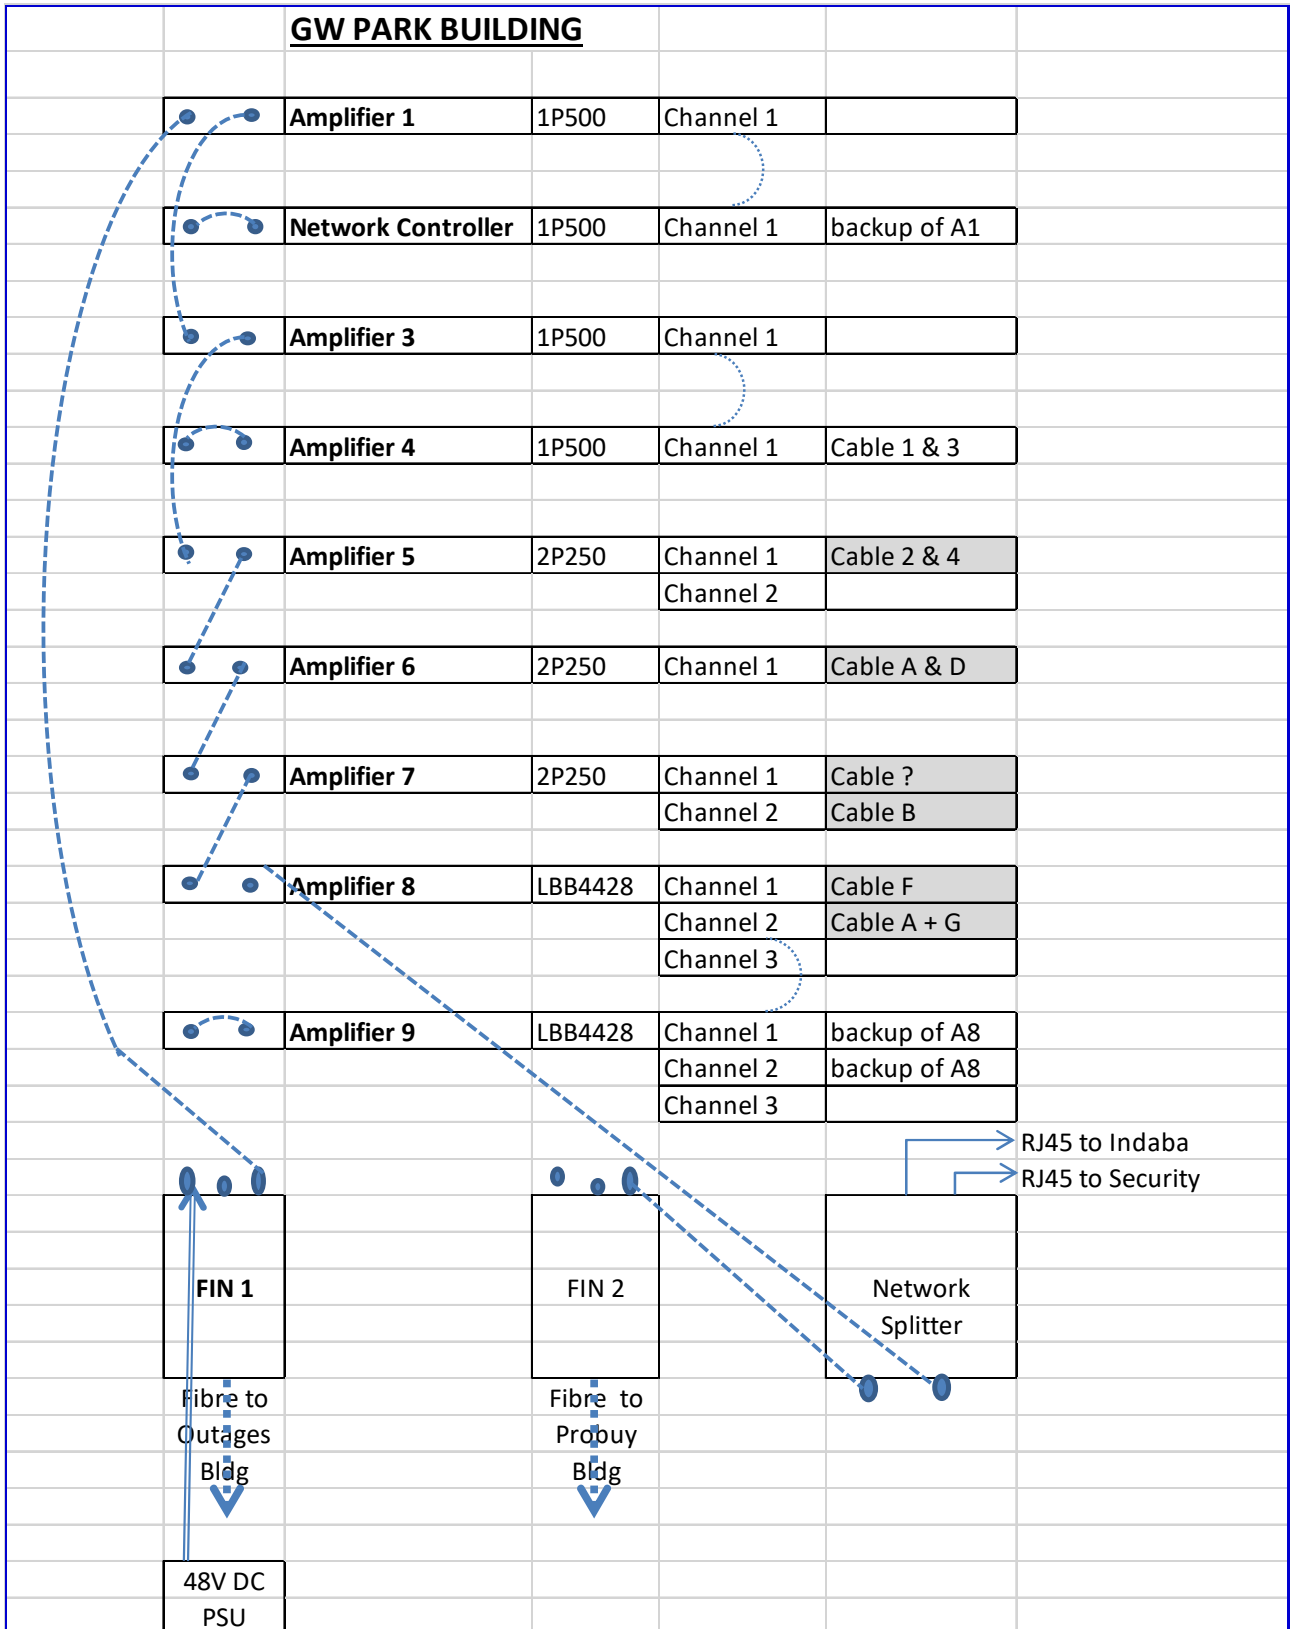 GW PARK BUILDING
Amplifier 1 1P500 Channel 1
Network Controller 1P500 Channel 1 backup of A1
Amplifier 3 1P500 Channel 1
Amplifier 4 1P500 Channel 1 Cable 1 & 3
Amplifier 5 2P250 Channel 1 Cable 2 & 4
Channel 2
Amplifier 6 2P250 Channel 1 Cable A & D
Amplifier 7 2P250 Channel 1 Cable ?
Channel 2 Cable B
Amplifier 8 LBB4428 Channel 1 Cable F
Channel 2 Cable A + G
Channel 3
Amplifier 9 LBB4428 Channel 1 backup of A8
Channel 2 backup of A8
Channel 3
RJ45 to Indaba
RJ45 to Security
FIN 1 FIN 2 Network
Splitter
Fibre to Fibre to
Outages Probuy
Bldg Bldg
48V DC
PSU